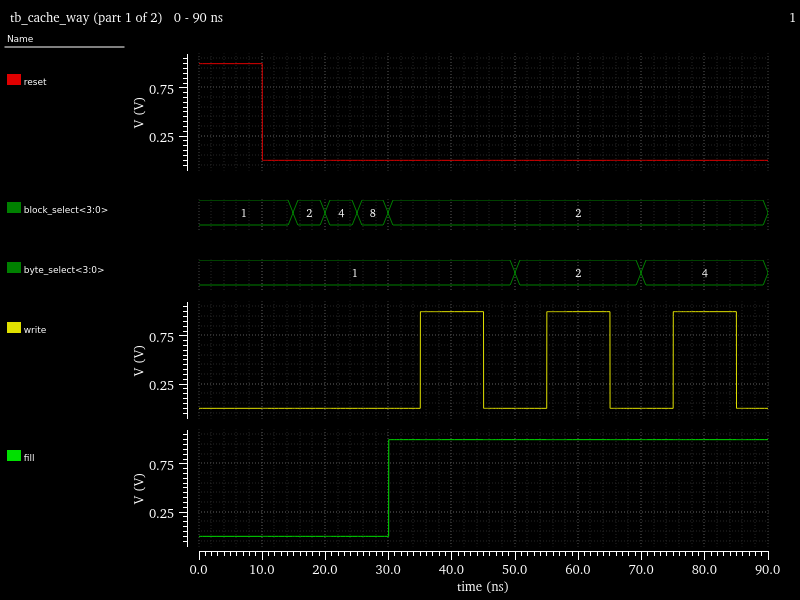 tb_cache_way (part 1 of 2) 0 - 90 ns 1
Name
reset
0.75
0.25
V (V)
block_select<3:0>
1 2 4 8 2
byte_select<3:0>
1 2 4
write
0.75
0.25
V (V)
fill
0.75
0.25
V (V)
0.0 10.0 20.0 30.0 40.0 50.0 60.0 70.0 80.0 90.0
time (ns)